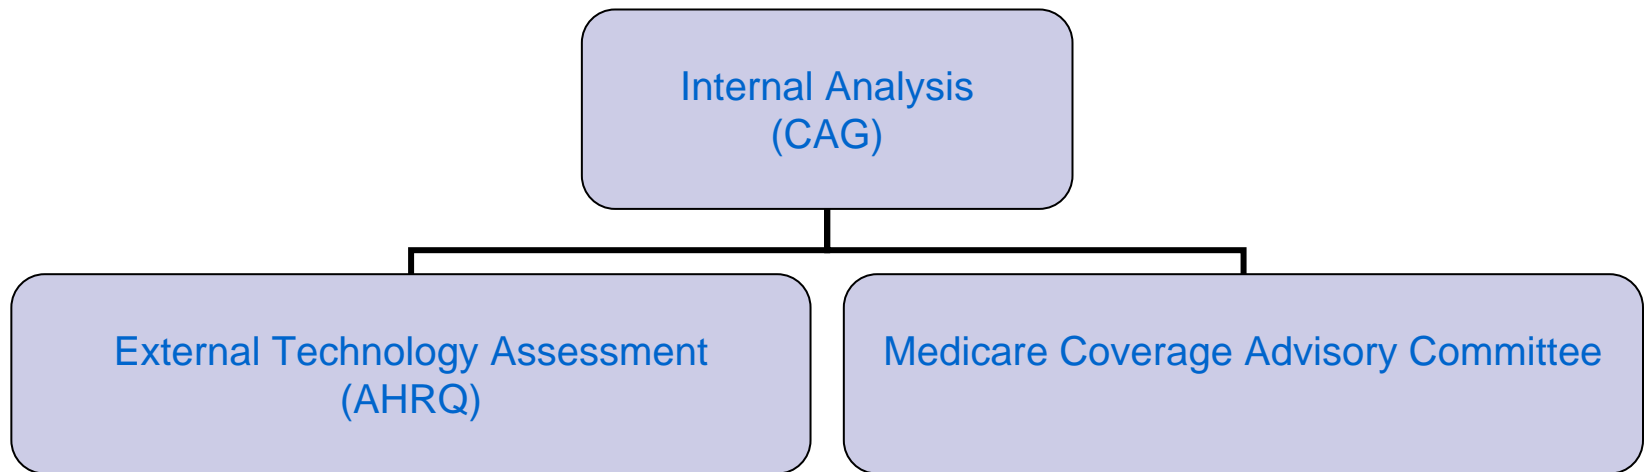 Internal Analysis
(CAG)
External Technology Assessment
(AHRQ)
Medicare Coverage Advisory Committee